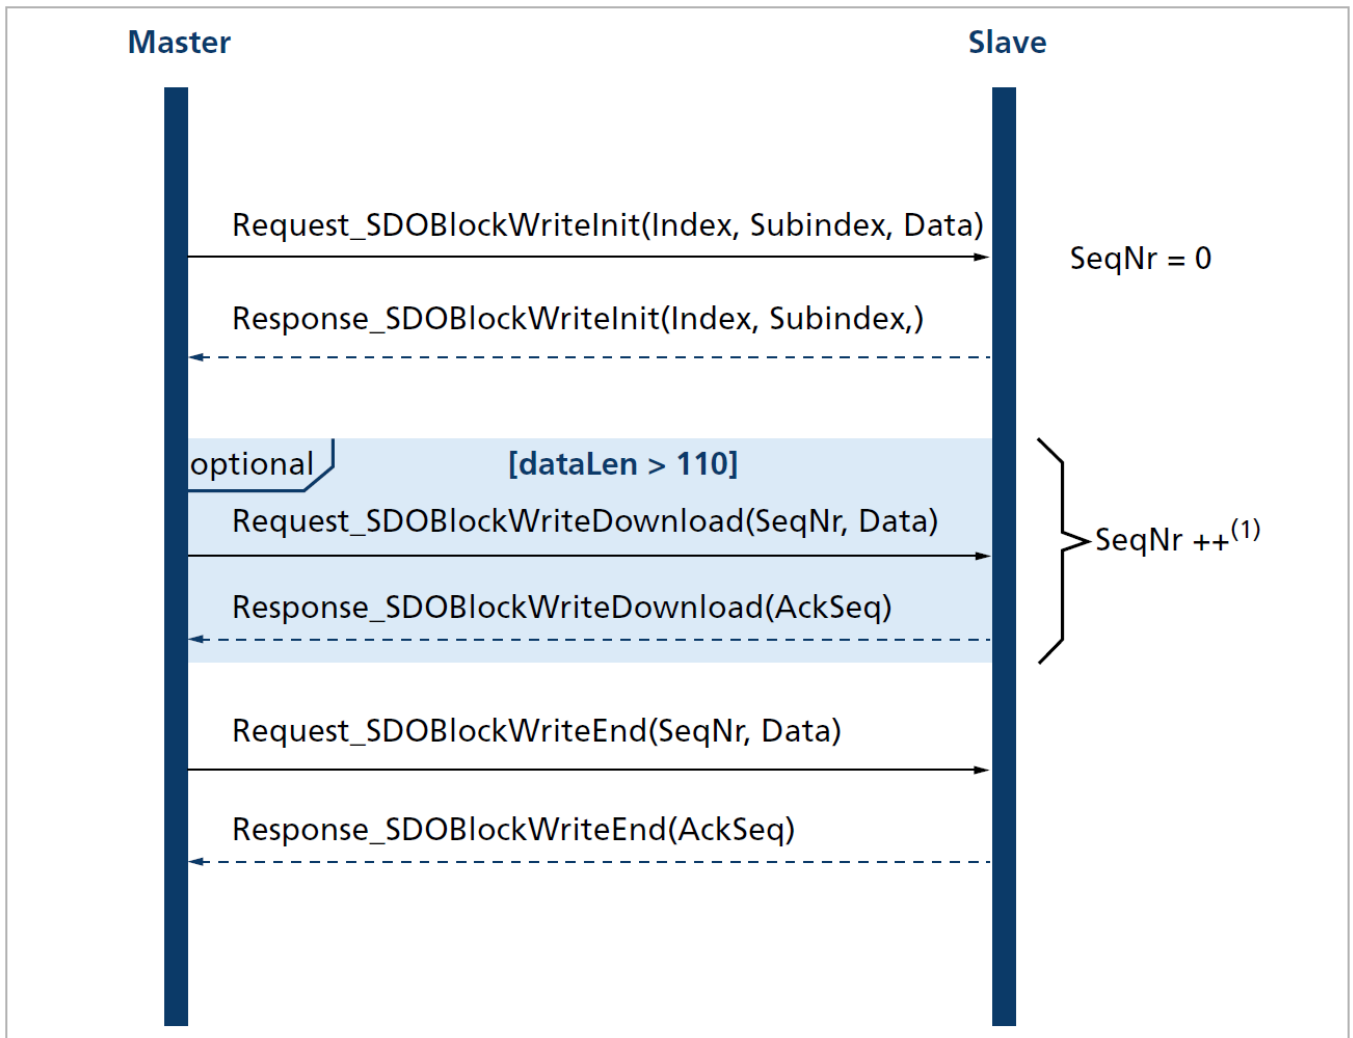 Master
Slave
Request_SDOBlockWriteInit(Index, Subindex, Data)
SeqNr = 0
Response_SDOBlockWriteInit(Index, Subindex,)
optional
[dataLen > 110]
Request_SDOBlockWriteDownload(SeqNr, Data)
SeqNr ++(1)
Response_SDOBlockWriteDownload(AckSeq)
Request_SDOBlockWriteEnd(SeqNr, Data)
Response_SDOBlockWriteEnd(AckSeq)